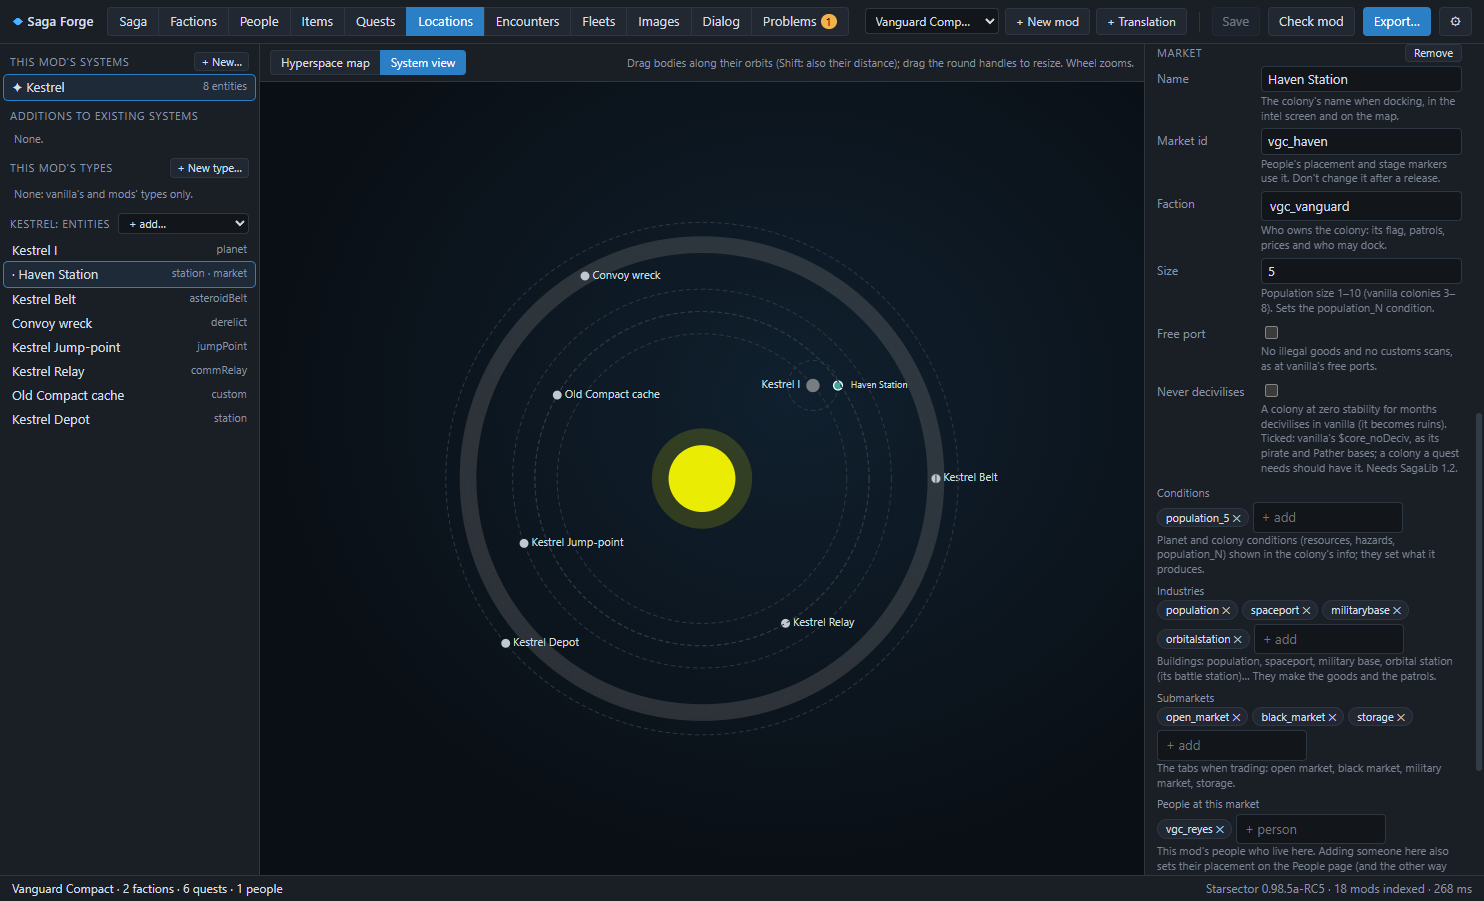 Saga Forge
Saga
Factions
People
Items
Quests
Locations
Encounters
Fleets
Images
Dialog
Problems 1
Vanguard Comp...
+ New mod
+ Translation
Save
Check mod
Export...
THIS MOD'S SYSTEMS
+ New...
Kestrel
8 entities
ADDITIONS TO EXISTING SYSTEMS
None.
THIS MOD'S TYPES
+ New type...
None: vanilla's and mods' types only.
KESTREL: ENTITIES
+ add...
Kestrel I
planet
· Haven Station
station · market
Kestrel Belt
asteroidBelt
Convoy wreck
derelict
Kestrel Jump-point
jumpPoint
Kestrel Relay
commRelay
Old Compact cache
custom
Kestrel Depot
station
Hyperspace map
System view
Drag bodies along their orbits (Shift: also their distance); drag the round handles to resize. Wheel zooms.
Convoy wreck
Kestrel I
Haven Station
Old Compact cache
Kestrel Belt
Kestrel Jump-point
Kestrel Relay
Kestrel Depot
MARKET
Remove
Name
Haven Station
The colony's name when docking, in the
intel screen and on the map.
Market id
vgc_haven
People's placement and stage markers
use it. Don't change it after a release.
Faction
vgc_vanguard
Who owns the colony: its flag, patrols,
prices and who may dock.
Size
5
Population size 1–10 (vanilla colonies 3–
8). Sets the population_N condition.
Free port
No illegal goods and no customs scans,
as at vanilla's free ports.
Never decivilises
A colony at zero stability for months
decivilises in vanilla (it becomes ruins).
Ticked: vanilla's $core_noDeciv, as its
pirate and Pather bases; a colony a quest
needs should have it. Needs SagaLib 1.2.
Conditions
population_5 ✕
+ add
Planet and colony conditions (resources, hazards,
population_N) shown in the colony's info; they set what it
produces.
Industries
population ✕
spaceport ✕
militarybase ✕
orbitalstation ✕
+ add
Buildings: population, spaceport, military base, orbital station
(its battle station)... They make the goods and the patrols.
Submarkets
open_market ✕
black_market ✕
storage ✕
+ add
The tabs when trading: open market, black market, military
market, storage.
People at this market
vgc_reyes ✕
+ person
This mod's people who live here. Adding someone here also
sets their placement on the People page (and the other way
Vanguard Compact · 2 factions · 6 quests · 1 people
Starsector 0.98.5a-RC5 · 18 mods indexed · 268 ms